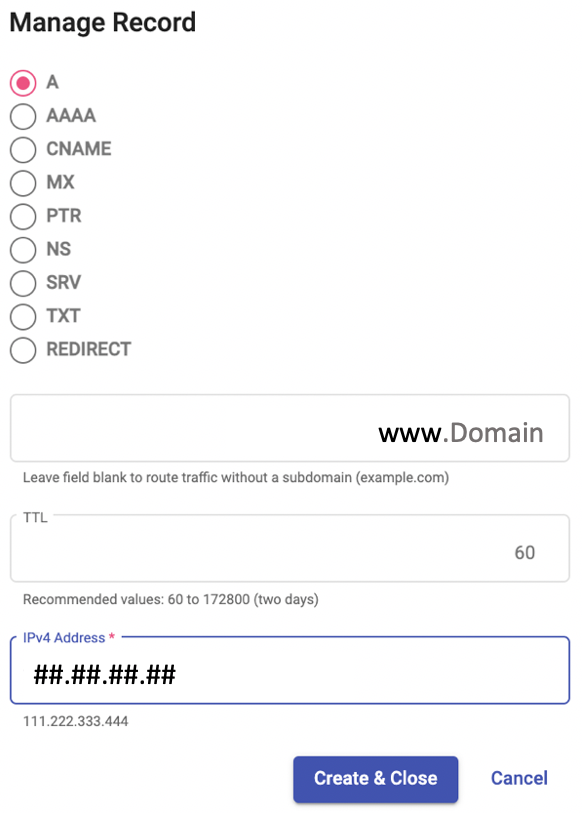 Manage Record
A
AAAA
CNAME
MX
PTR
NS
SRV
TXT
REDIRECT
www.Domain
Leave field blank to route traffic without a subdomain (example.com)
TTL
60
Recommended values: 60 to 172800 (two days)
IPv4 Address *
##.##.##.##
111.222.333.444
Create & Close Cancel